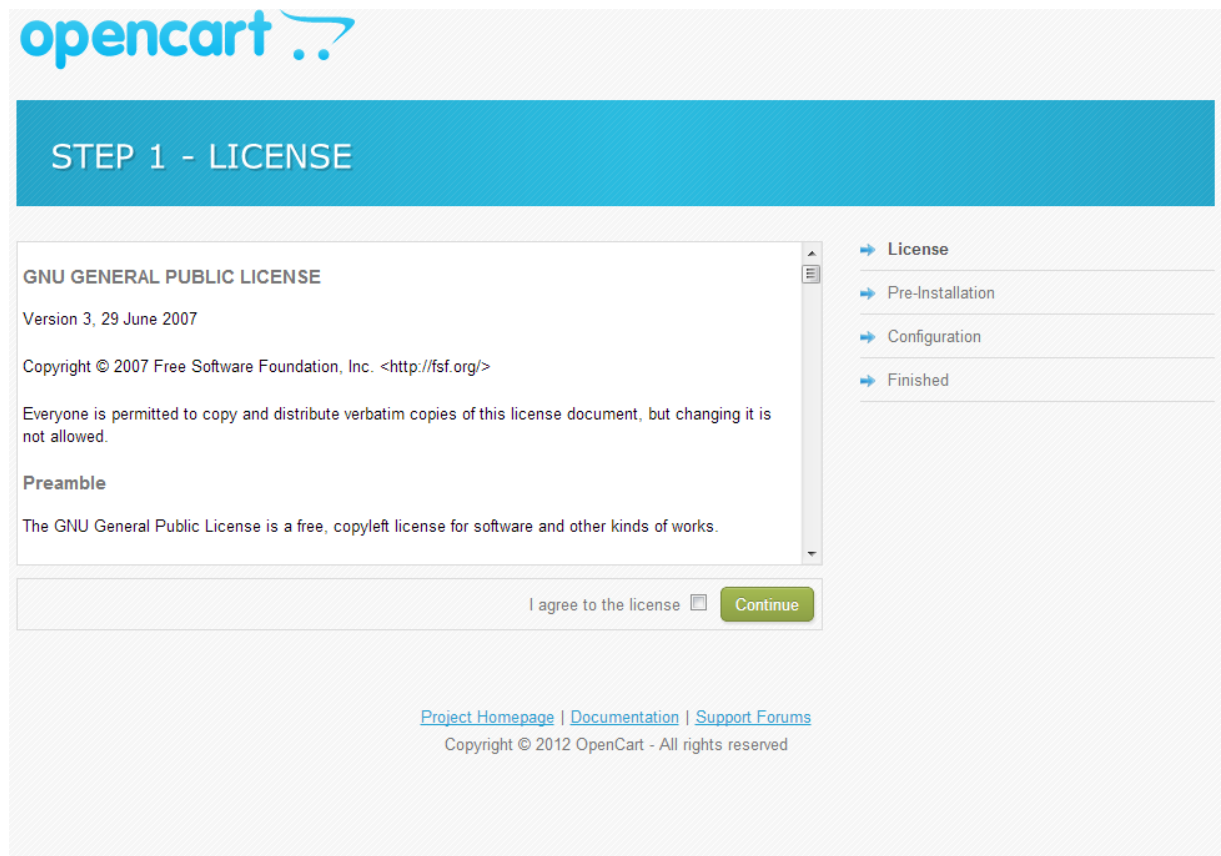 opencart
STEP 1 - LICENSE
GNU GENERAL PUBLIC LICENSE
Version 3, 29 June 2007
Copyright © 2007 Free Software Foundation, Inc. <http://fsf.org/>
Everyone is permitted to copy and distribute verbatim copies of this license document, but changing it is
not allowed.
Preamble
The GNU General Public License is a free, copyleft license for software and other kinds of works.
I agree to the license
Continue
License
Pre-Installation
Configuration
Finished
Project Homepage | Documentation | Support Forums
Copyright © 2012 OpenCart - All rights reserved